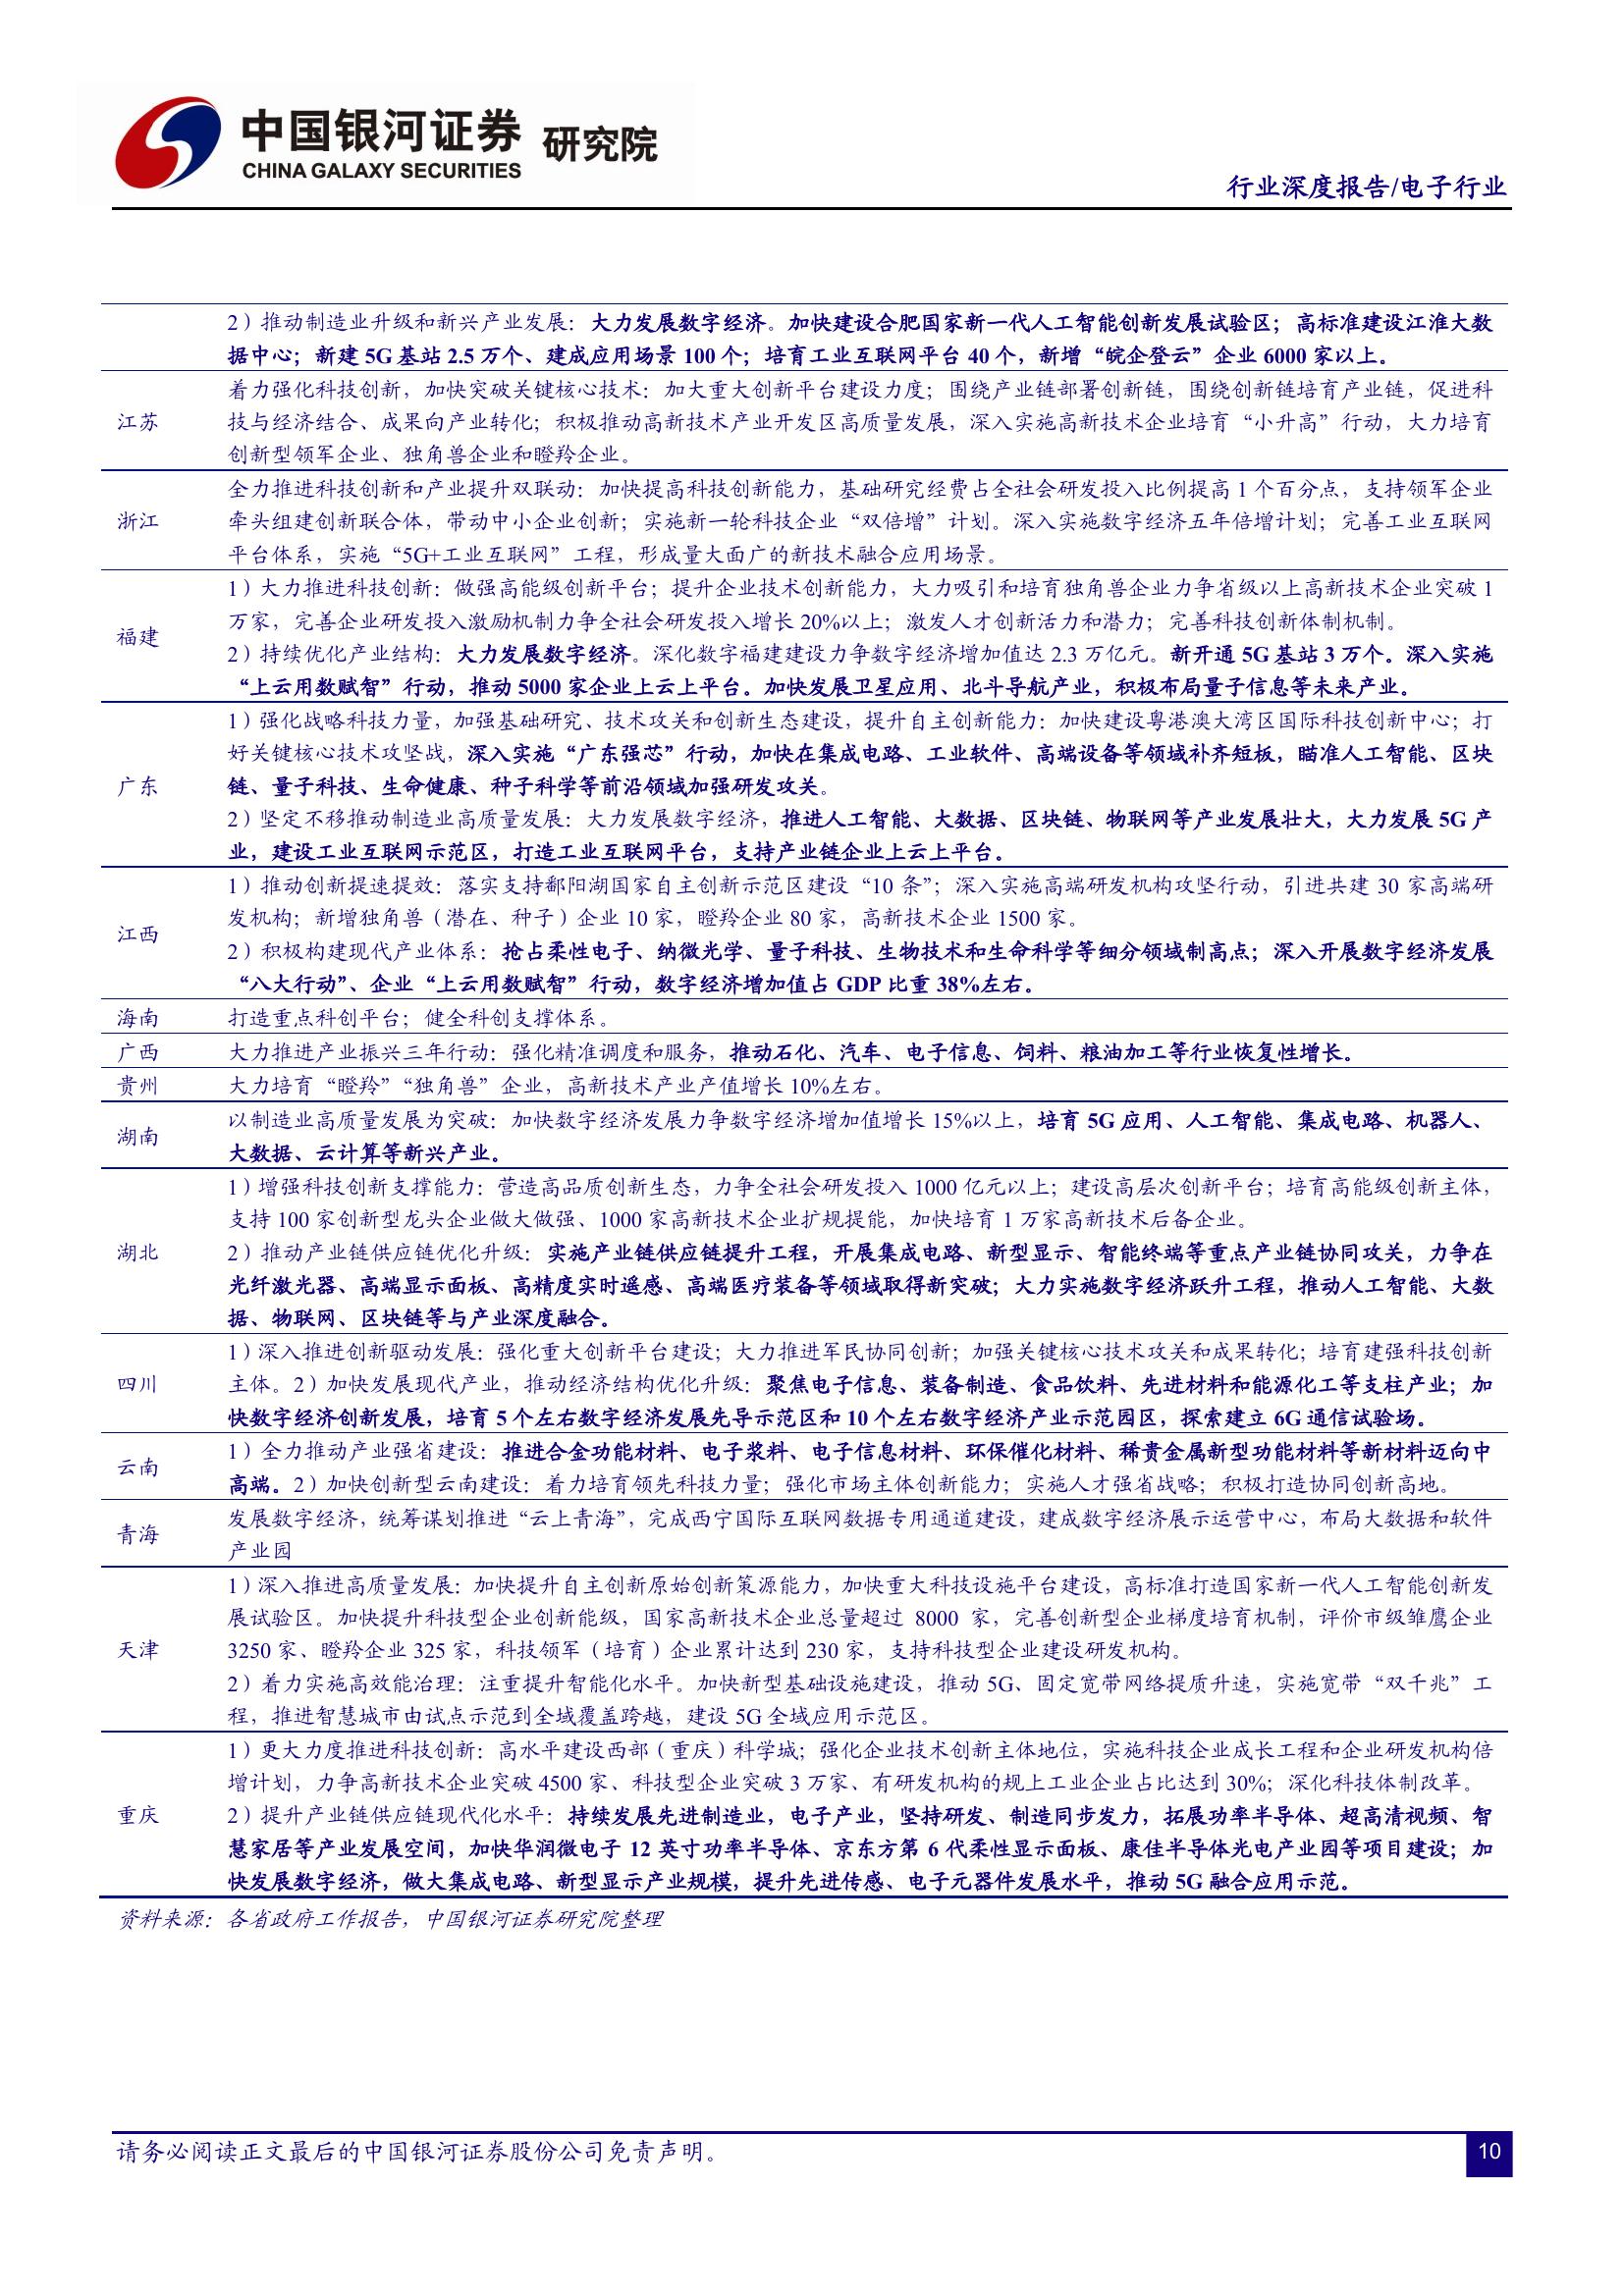 中国银河证券 研究院
CHINA GALAXY SECURITIES
行业深度报告/电子行业
2）推动制造业升级和新兴产业发展：大力发展数字经济。加快建设合肥国家新一代人工智能创新发展试验区；高标准建设江淮大数
据中心；新建 5G 基站 2.5 万个、建成应用场景 100 个；培育工业互联网平台 40 个，新增“皖企登云”企业 6000 家以上。
江苏
着力强化科技创新，加快突破关键核心技术：加大重大创新平台建设力度；围绕产业链部署创新链，围绕创新链培育产业链，促进科
技与经济结合、成果向产业转化；积极推动高新技术产业开发区高质量发展，深入实施高新技术企业培育“小升高”行动，大力培育
创新型领军企业、独角兽企业和瞪羚企业。
浙江
全力推进科技创新和产业提升双联动：加快提高科技创新能力，基础研究经费占全社会研发投入比例提高 1 个百分点，支持领军企业
牵头组建创新联合体，带动中小企业创新；实施新一轮科技企业“双倍增”计划。深入实施数字经济五年倍增计划；完善工业互联网
平台体系，实施“5G+工业互联网”工程，形成量大面广的新技术融合应用场景。
福建
1）大力推进科技创新：做强高能级创新平台；提升企业技术创新能力，大力吸引和培育独角兽企业力争省级以上高新技术企业突破 1
万家，完善企业研发投入激励机制力争全社会研发投入增长 20%以上；激发人才创新活力和潜力；完善科技创新体制机制。
2）持续优化产业结构：大力发展数字经济。深化数字福建建设力争数字经济增加值达 2.3 万亿元。新开通 5G 基站 3 万个。深入实施
“上云用数赋智”行动，推动 5000 家企业上云上平台。加快发展卫星应用、北斗导航产业，积极布局量子信息等未来产业。
广东
1）强化战略科技力量，加强基础研究、技术攻关和创新生态建设，提升自主创新能力：加快建设粤港澳大湾区国际科技创新中心；打
好关键核心技术攻坚战，深入实施“广东强芯”行动，加快在集成电路、工业软件、高端设备等领域补齐短板，瞄准人工智能、区块
链、量子科技、生命健康、种子科学等前沿领域加强研发攻关。
2）坚定不移推动制造业高质量发展：大力发展数字经济，推进人工智能、大数据、区块链、物联网等产业发展壮大，大力发展 5G 产
业，建设工业互联网示范区，打造工业互联网平台，支持产业链企业上云上平台。
江西
1）推动创新提速提效：落实支持鄱阳湖国家自主创新示范区建设“10 条”；深入实施高端研发机构攻坚行动，引进共建 30 家高端研
发机构；新增独角兽（潜在、种子）企业 10 家，瞪羚企业 80 家，高新技术企业 1500 家。
2）积极构建现代产业体系：抢占柔性电子、纳微光学、量子科技、生物技术和生命科学等细分领域制高点；深入开展数字经济发展
“八大行动”、企业“上云用数赋智”行动，数字经济增加值占 GDP 比重 38%左右。
海南
打造重点科创平台；健全科创支撑体系。
广西
大力推进产业振兴三年行动：强化精准调度和服务，推动石化、汽车、电子信息、饲料、粮油加工等行业恢复性增长。
贵州
大力培育“瞪羚”“独角兽”企业，高新技术产业产值增长 10%左右。
湖南
以制造业高质量发展为突破：加快数字经济发展力争数字经济增加值增长 15%以上，培育 5G 应用、人工智能、集成电路、机器人、
大数据、云计算等新兴产业。
湖北
1）增强科技创新支撑能力：营造高品质创新生态，力争全社会研发投入 1000 亿元以上；建设高层次创新平台；培育高能级创新主体，
支持 100 家创新型龙头企业做大做强、1000 家高新技术企业扩规提能，加快培育 1 万家高新技术后备企业。
2）推动产业链供应链优化升级：实施产业链供应链提升工程，开展集成电路、新型显示、智能终端等重点产业链协同攻关，力争在
光纤激光器、高端显示面板、高精度实时遥感、高端医疗装备等领域取得新突破；大力实施数字经济跃升工程，推动人工智能、大数
据、物联网、区块链等与产业深度融合。
四川
1）深入推进创新驱动发展：强化重大创新平台建设；大力推进军民协同创新；加强关键核心技术攻关和成果转化；培育建强科技创新
主体。2）加快发展现代产业，推动经济结构优化升级：聚焦电子信息、装备制造、食品饮料、先进材料和能源化工等支柱产业；加
快数字经济创新发展，培育 5 个左右数字经济发展先导示范区和 10 个左右数字经济产业示范园区，探索建立 6G 通信试验场。
云南
1）全力推动产业强省建设：推进合金功能材料、电子浆料、电子信息材料、环保催化材料、稀贵金属新型功能材料等新材料迈向中
高端。2）加快创新型云南建设：着力培育领先科技力量；强化市场主体创新能力；实施人才强省战略；积极打造协同创新高地。
青海
发展数字经济，统筹谋划推进“云上青海”，完成西宁国际互联网数据专用通道建设，建成数字经济展示运营中心，布局大数据和软件
产业园
天津
1）深入推进高质量发展：加快提升自主创新原始创新策源能力，加快重大科技设施平台建设，高标准打造国家新一代人工智能创新发
展试验区。加快提升科技型企业创新能级，国家高新技术企业总量超过 8000 家，完善创新型企业梯度培育机制，评价市级雏鹰企业
3250 家、瞪羚企业 325 家，科技领军（培育）企业累计达到 230 家，支持科技型企业建设研发机构。
2）着力实施高效能治理：注重提升智能化水平。加快新型基础设施建设，推动 5G、固定宽带网络提质升速，实施宽带“双千兆”工
程，推进智慧城市由试点示范到全域覆盖跨越，建设 5G 全域应用示范区。
重庆
1）更大力度推进科技创新：高水平建设西部（重庆）科学城；强化企业技术创新主体地位，实施科技企业成长工程和企业研发机构倍
增计划，力争高新技术企业突破 4500 家、科技型企业突破 3 万家、有研发机构的规上工业企业占比达到 30%；深化科技体制改革。
2）提升产业链供应链现代化水平：持续发展先进制造业，电子产业，坚持研发、制造同步发力，拓展功率半导体、超高清视频、智
慧家居等产业发展空间，加快华润微电子 12 英寸功率半导体、京东方第 6 代柔性显示面板、康佳半导体光电产业园等项目建设；加
快发展数字经济，做大集成电路、新型显示产业规模，提升先进传感、电子元器件发展水平，推动 5G 融合应用示范。
资料来源：各省政府工作报告，中国银河证券研究院整理
请务必阅读正文最后的中国银河证券股份公司免责声明。
10